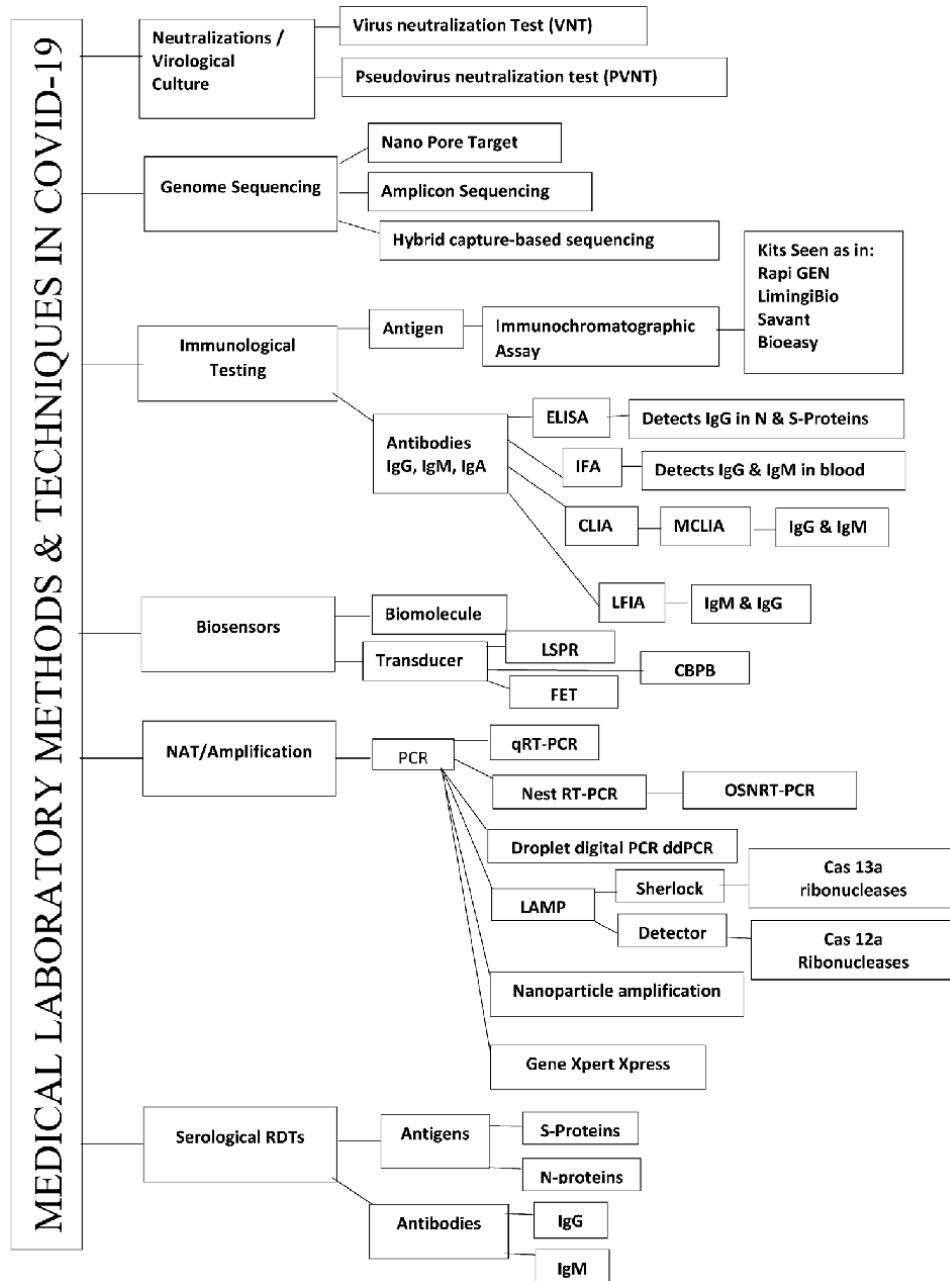 MEDICAL LABORATORY METHODS & TECHNIQUES IN COVID-19
Neutralizations /
Virological
Culture
Virus neutralization Test (VNT)
Pseudovirus neutralization test (PVNT)
Genome Sequencing
Nano Pore Target
Amplicon Sequencing
Hybrid capture-based sequencing
Immunological
Testing
Antigen
Immunochromatographic
Assay
Kits Seen as in:
Rapi GEN
LimingiBio
Savant
Bioeasy
Antibodies
IgG, IgM, IgA
ELISA
Detects IgG in N & S-Proteins
IFA
Detects IgG & IgM in blood
CLIA
MCLIA
IgG & IgM
LFIA
IgM & IgG
Biosensors
Biomolecule
Transducer
LSPR
CBPB
FET
NAT/Amplification
PCR
qRT-PCR
Nest RT-PCR
OSNRT-PCR
Droplet digital PCR ddPCR
LAMP
Sherlock
Cas 13a
ribonucleases
Detector
Cas 12a
Ribonucleases
Nanoparticle amplification
Gene Xpert Xpress
Serological RDTs
Antigens
S-Proteins
N-proteins
Antibodies
IgG
IgM